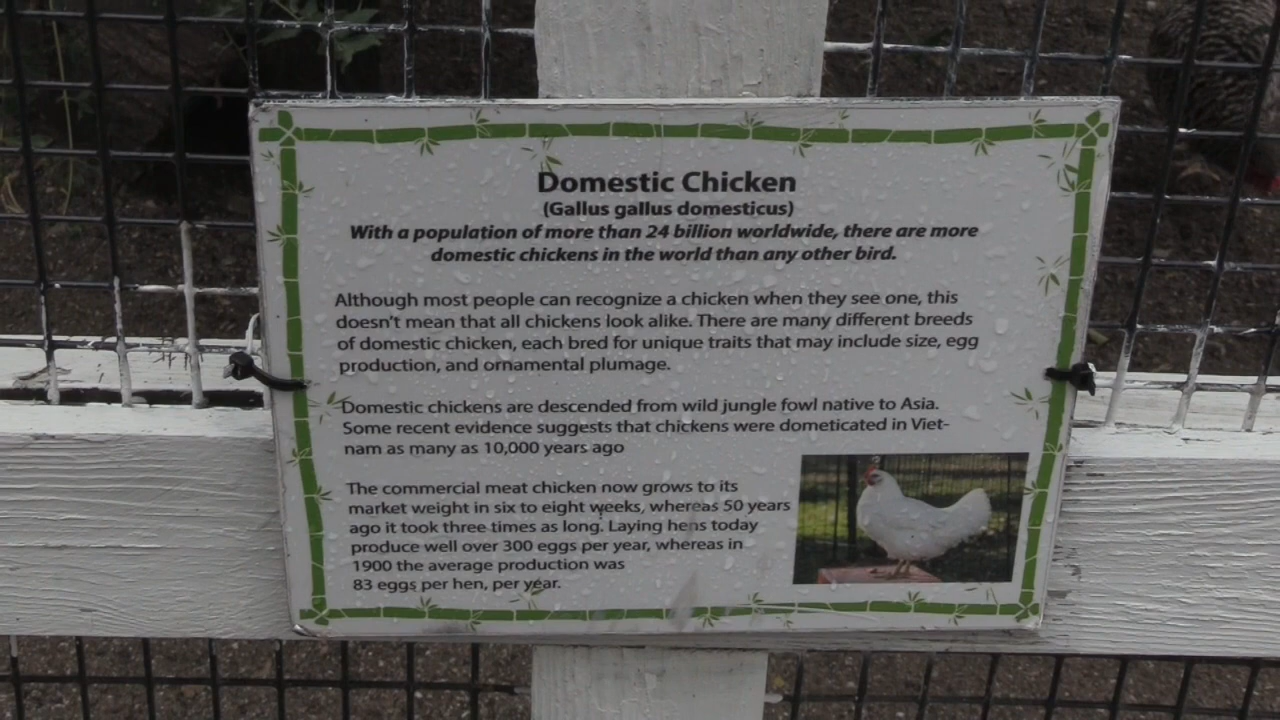 Domestic Chicken
(Gallus gallus domesticus)
With a population of more than 24 billion worldwide, there are more
domestic chickens in the world than any other bird.
Although most people can recognize a chicken when they see one, this
doesn't mean that all chickens look alike. There are many different breeds
of domestic chicken, each bred for unique traits that may include size, egg
production, and ornamental plumage.
Domestic chickens are descended from wild jungle fowl native to Asia.
Some recent evidence suggests that chickens were dometicated in Viet-
nam as many as 10,000 years ago
The commercial meat chicken now grows to its
market weight in six to eight weeks, whereas 50 years
ago it took three times as long. Laying hens today
produce well over 300 eggs per year, whereas in
1900 the average production was
83 eggs per hen, per year.